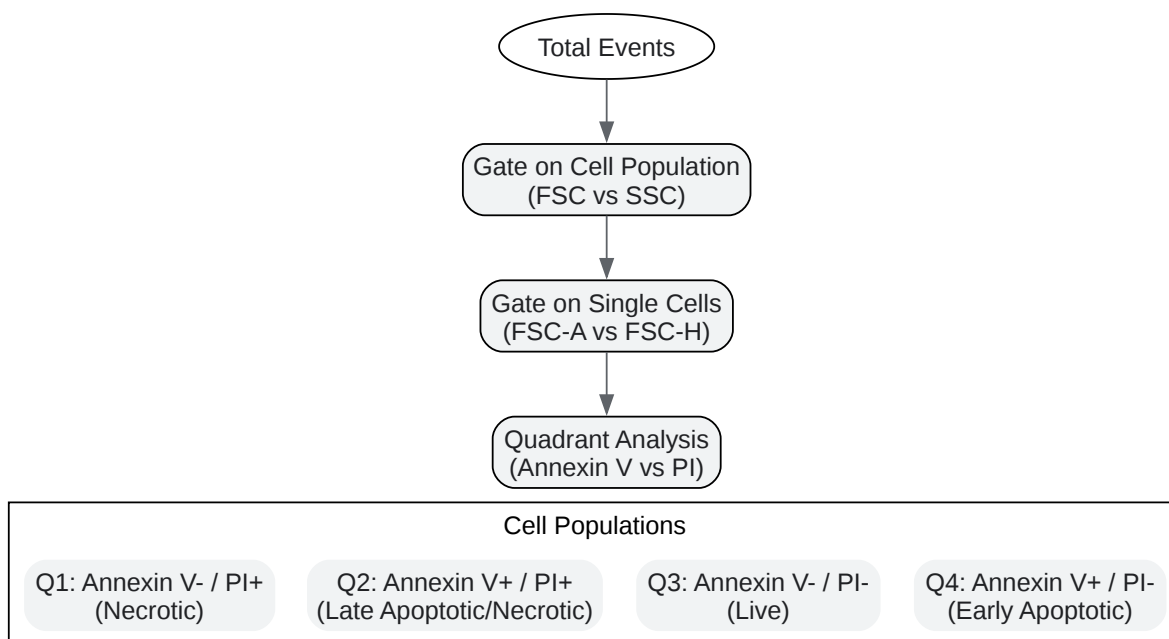 Total Events
Gate on Cell Population
(FSC vs SSC)
Gate on Single Cells
(FSC-A vs FSC-H)
Quadrant Analysis
(Annexin V vs PI)
Cell Populations
Q1: Annexin V- / PI+
(Necrotic)
Q2: Annexin V+ / PI+
(Late Apoptotic/Necrotic)
Q3: Annexin V- / PI-
(Live)
Q4: Annexin V+ / PI-
(Early Apoptotic)